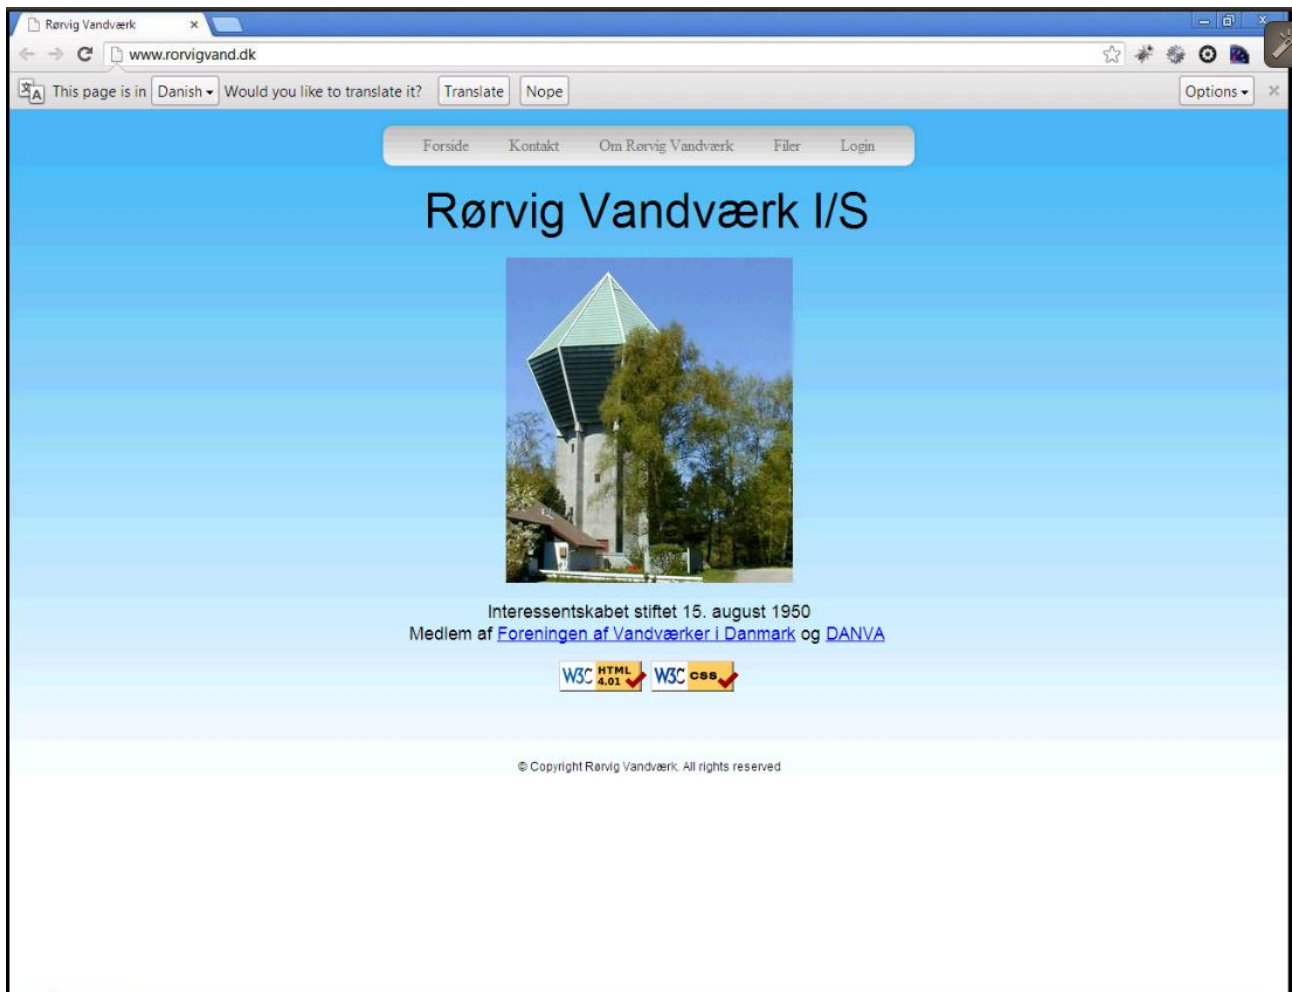 Rørvig Vandværk
www.rorvigvand.dk
This page is in Danish Would you like to translate it? Translate Nope Options
Forside Kontakt Om Rørvig Vandværk Filer Login
Rørvig Vandværk I/S
Interessentskabet stiftet 15. august 1950
Medlem af Foreningen af Vandværker i Danmark og DANVA
W3C HTML 4.01 W3C css
© Copyright Rørvig Vandværk. All rights reserved